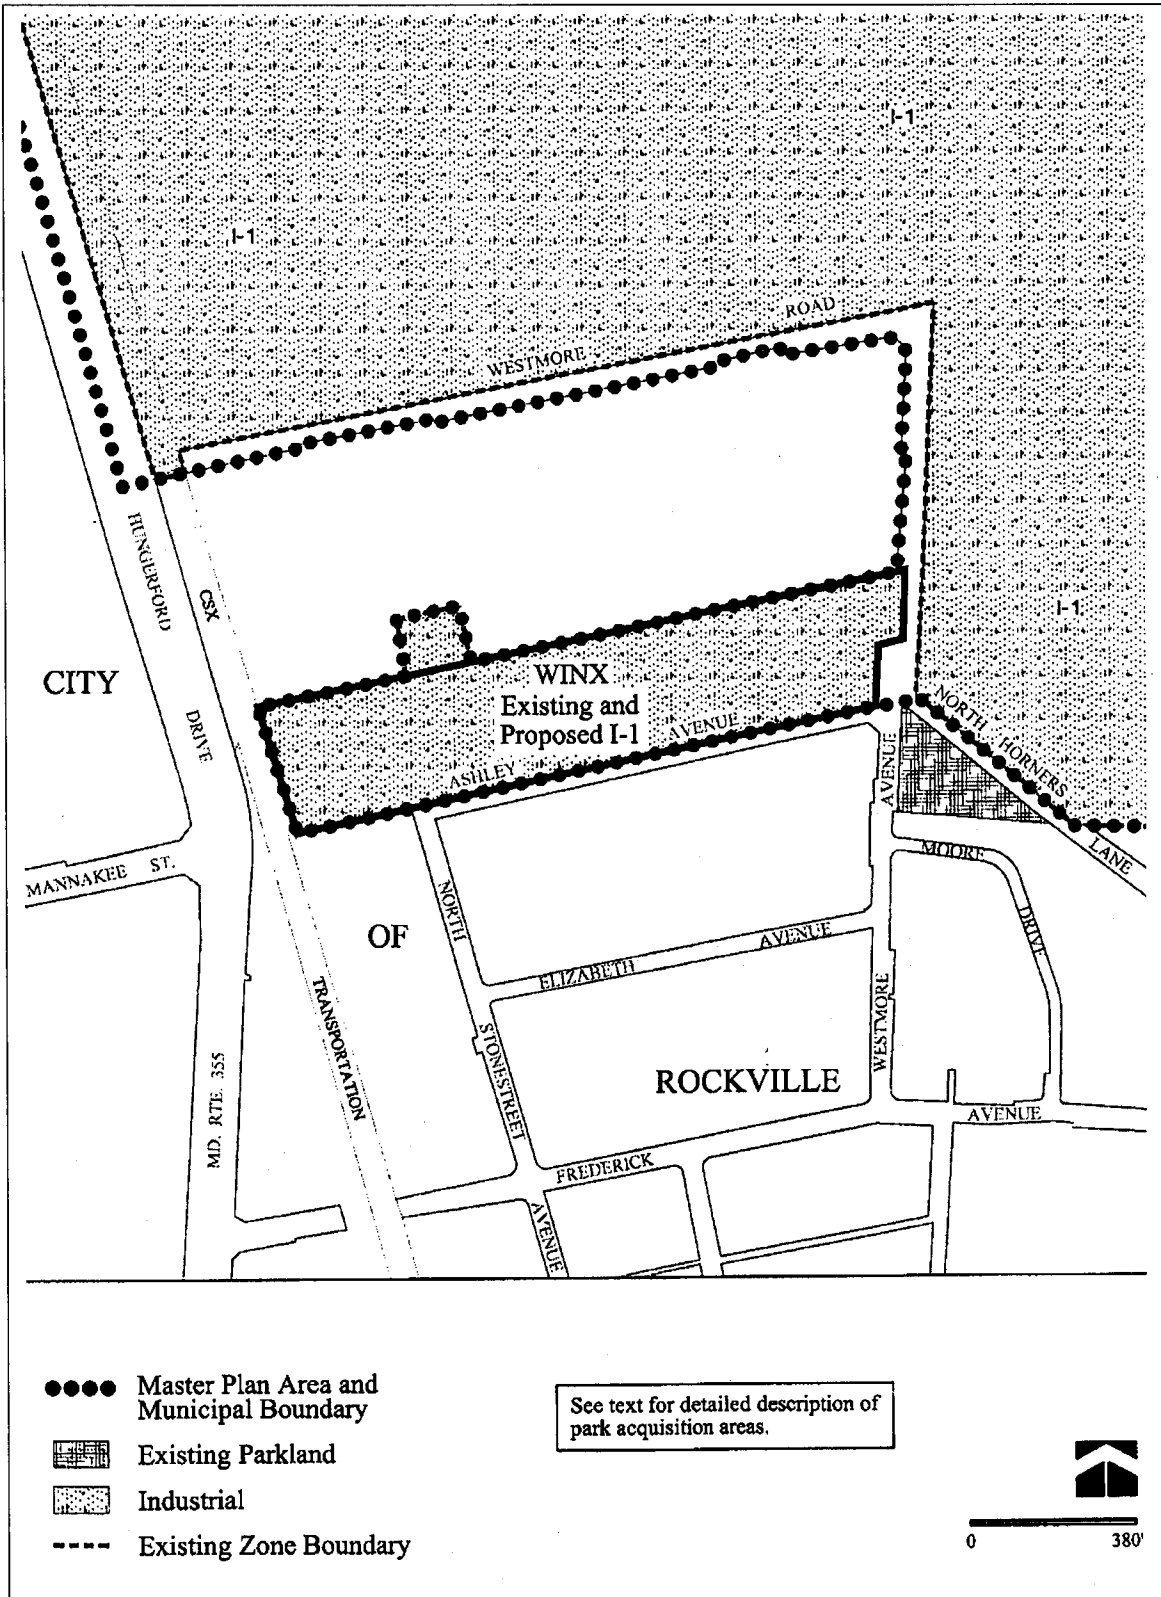 I-1
I-1
ROAD
WESTMORE
HUNGERFORD
CSX
I-1
CITY
WINX
Existing and
Proposed I-1
DRIVE
AVENUE
ASHLEY
NORTH
HORNERS
LANE
AVENUE
MANNAKEE ST.
MOORE
DRIVE
NORTH
OF
AVENUE
ELIZABETH
TRANSPORTATION
STONESTREET
WESTMORE
MD. RTE. 355
ROCKVILLE
AVENUE
FREDERICK
AVENUE
Master Plan Area and
Municipal Boundary
See text for detailed description of
park acquisition areas.
Existing Parkland
Industrial
Existing Zone Boundary
0 380'